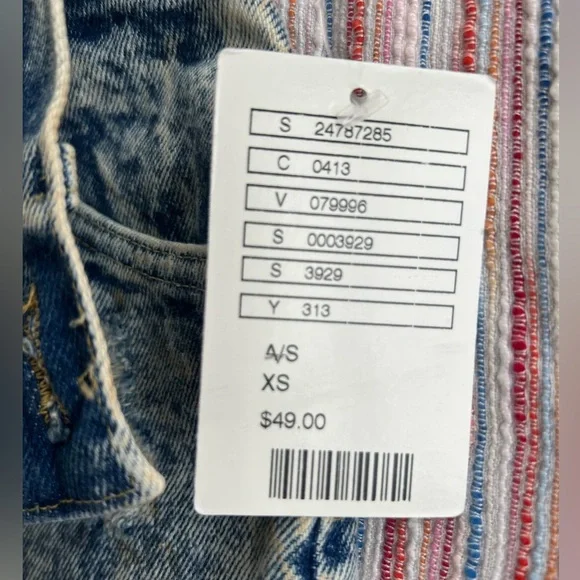 S 24787285
C 0413
V 079996
S 0003929
S 3929
Y 313
A/S
XS
$49.00